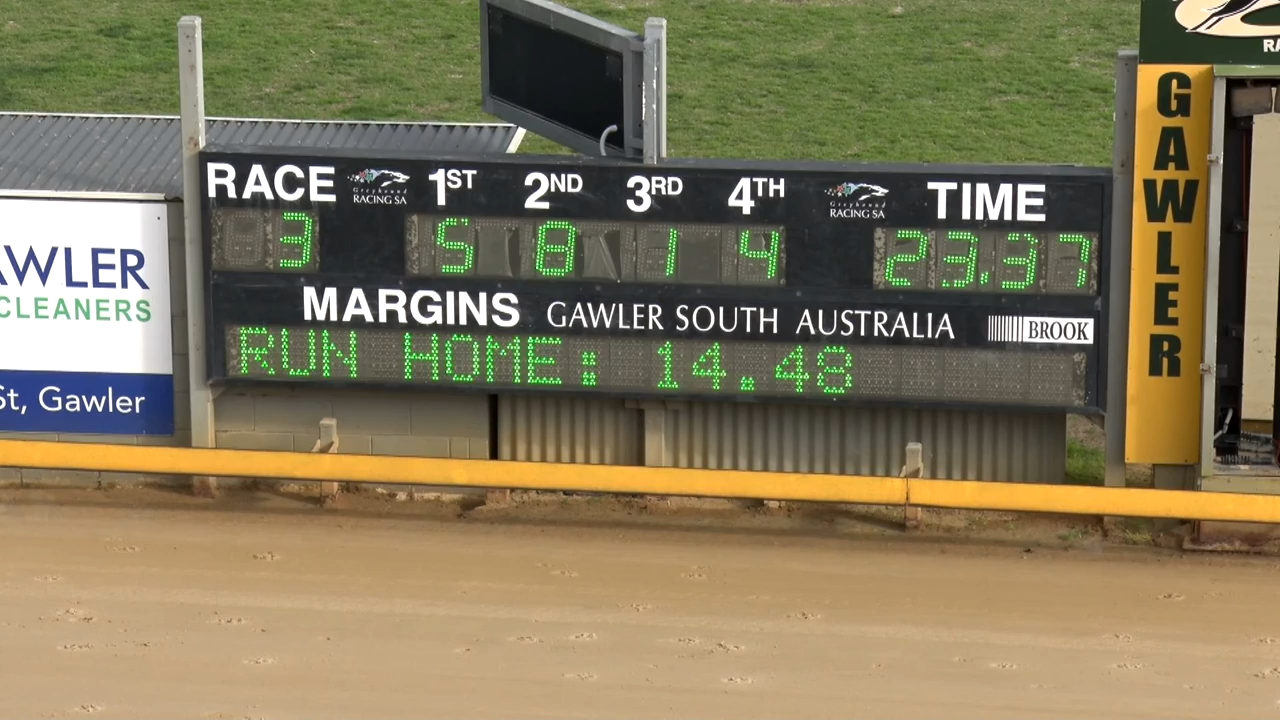 RA
GAWLER
RACE
Greyhound
RACING SA
1ST
2ND
3RD
4TH
Greyhound
RACING SA
TIME
3
5
8
1
4
23.37
MARGINS
GAWLER SOUTH AUSTRALIA
BROOK
RUN HOME: 14.48
AWLER
CLEANERS
St, Gawler